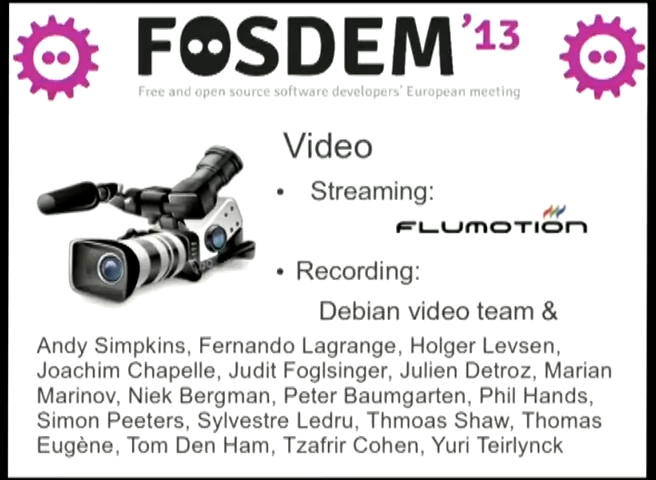 FOSDEM '13
Free and open source software developers' European meeting
Video
• Streaming:
FLUMOTION
• Recording:
Debian video team &
Andy Simpkins, Fernando Lagrange, Holger Levsen,
Joachim Chapelle, Judit Foglsinger, Julien Detroz, Marian
Marinov, Niek Bergman, Peter Baumgarten, Phil Hands,
Simon Peeters, Sylvestre Ledru, Thmoas Shaw, Thomas
Eugène, Tom Den Ham, Tzafrir Cohen, Yuri Teirlynck